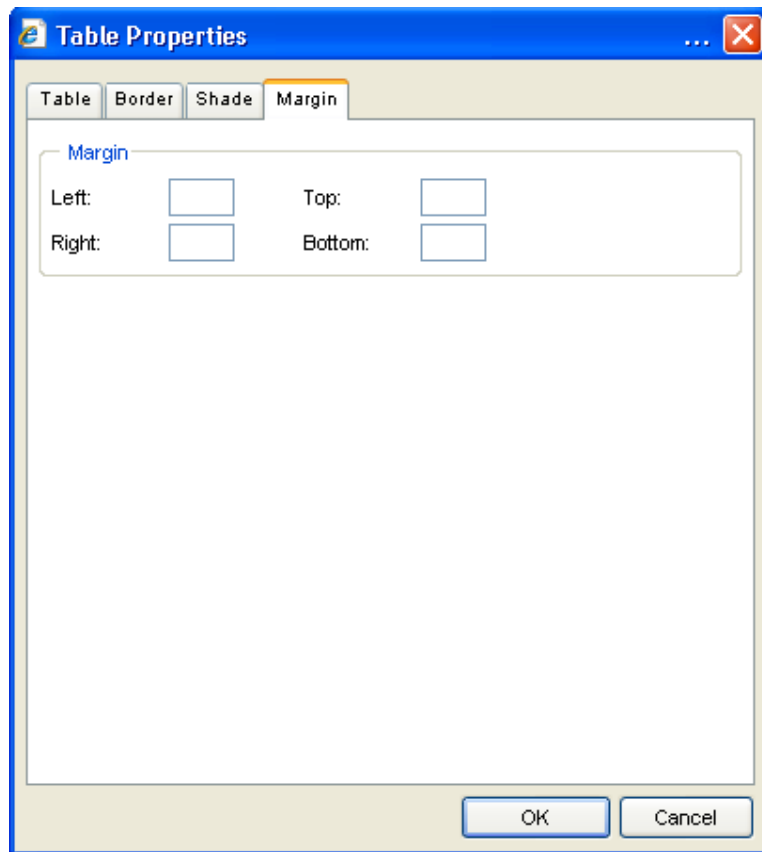 Table Properties ...
Table Border Shade Margin
Margin
Left: Top:
Right: Bottom:
OK Cancel